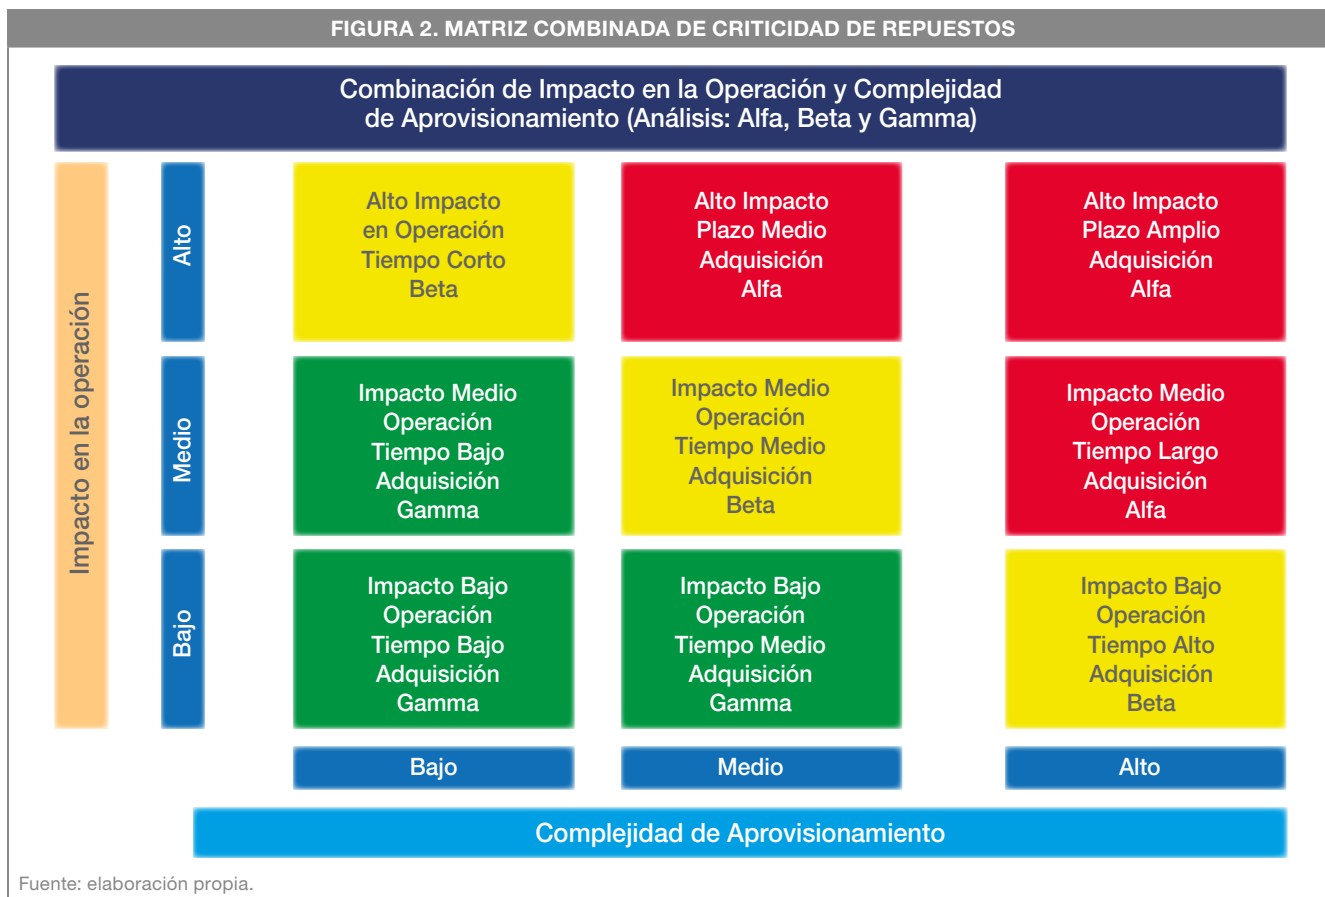 FIGURA 2. MATRIZ COMBINADA DE CRITICIDAD DE REPUESTOS
Combinación de Impacto en la Operación y Complejidad
de Aprovisionamiento (Análisis: Alfa, Beta y Gamma)
Impacto en la operación
Alto
Alto Impacto
en Operación
Tiempo Corto
Beta
Alto Impacto
Plazo Medio
Adquisición
Alfa
Alto Impacto
Plazo Amplio
Adquisición
Alfa
Medio
Impacto Medio
Operación
Tiempo Bajo
Adquisición
Gamma
Impacto Medio
Operación
Tiempo Medio
Adquisición
Beta
Impacto Medio
Operación
Tiempo Largo
Adquisición
Alfa
Bajo
Impacto Bajo
Operación
Tiempo Bajo
Adquisición
Gamma
Impacto Bajo
Operación
Tiempo Medio
Adquisición
Gamma
Impacto Bajo
Operación
Tiempo Alto
Adquisición
Beta
Bajo
Medio
Alto
Complejidad de Aprovisionamiento
Fuente: elaboración propia.